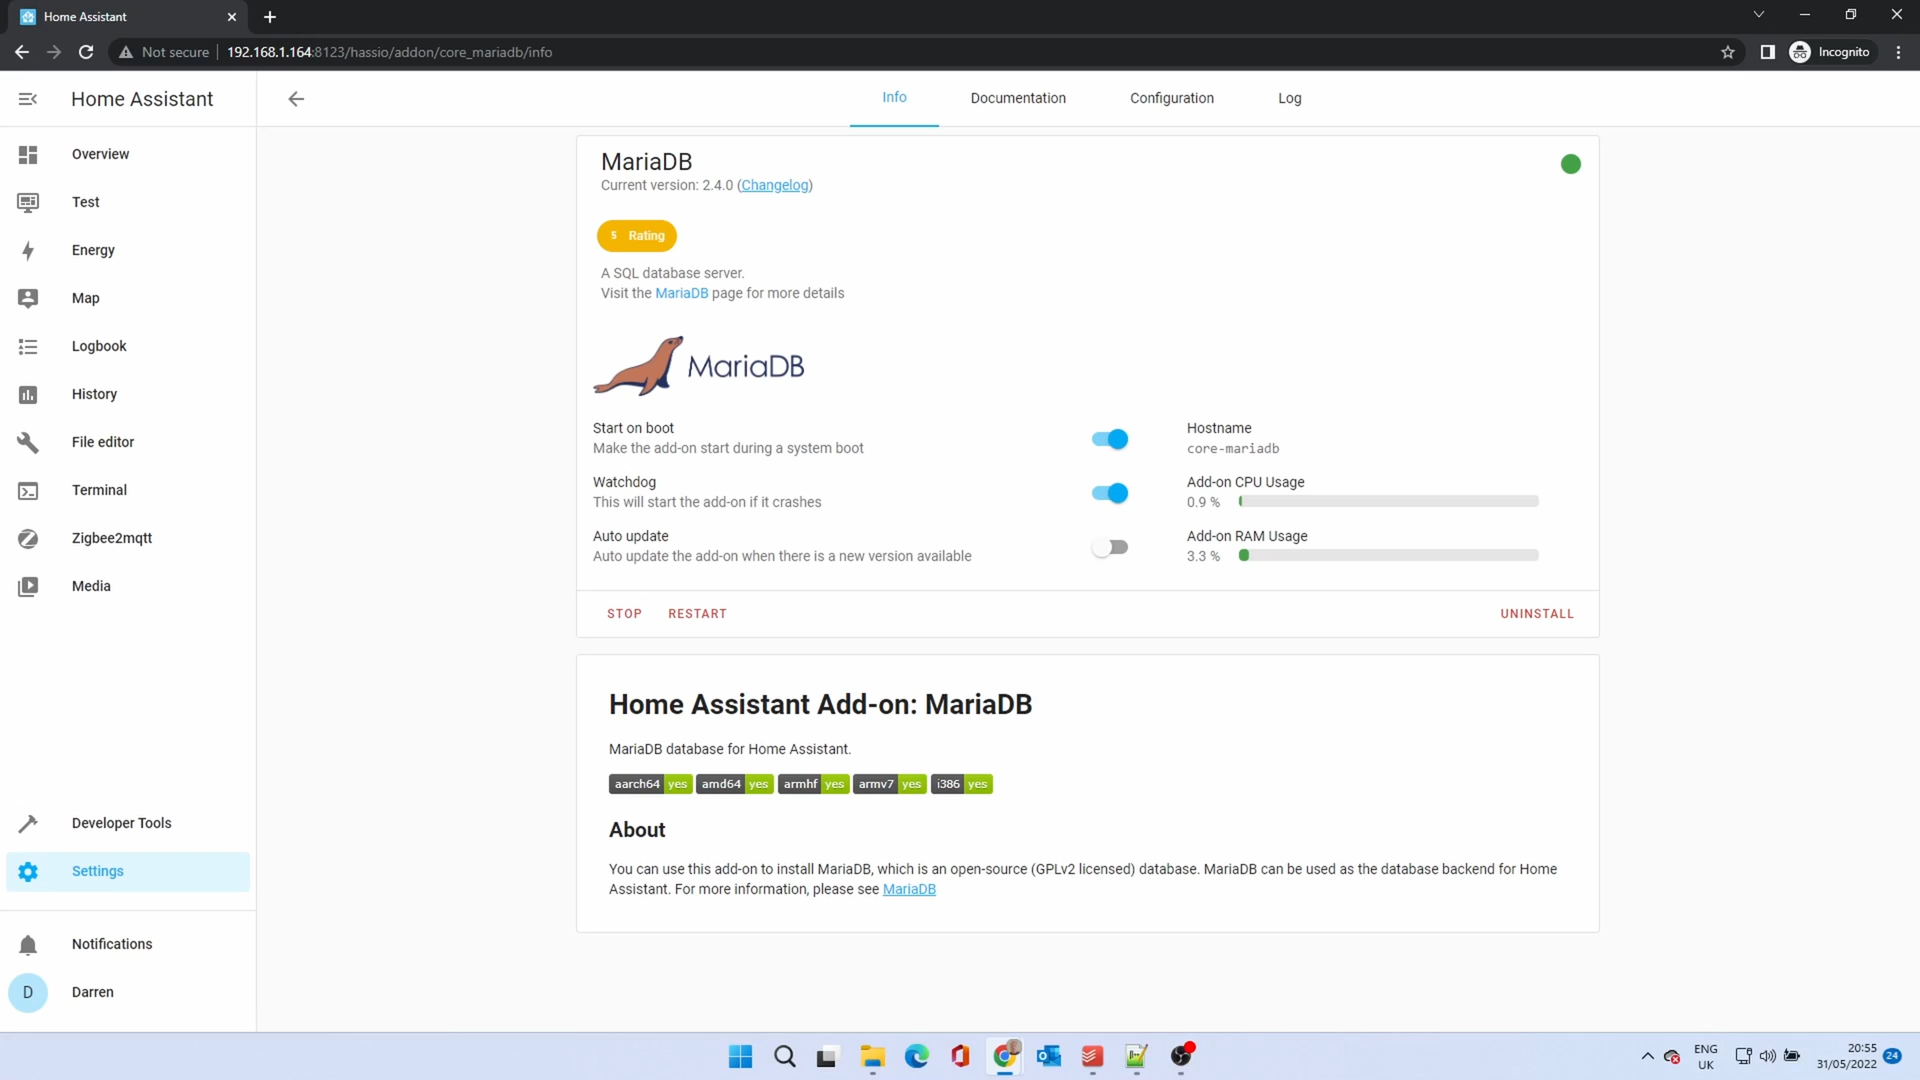 Home Assistant
Not secure
192.168.1.164:8123/hassio/addon/core_mariadb/info
Incognito
Home Assistant
Info
Documentation
Configuration
Log
Overview
Test
Energy
Map
Logbook
History
File editor
Terminal
Zigbee2mqtt
Media
Developer Tools
Settings
Notifications
D
Darren
MariaDB
Current version: 2.4.0 (Changelog)
5 Rating
A SQL database server.
Visit the MariaDB page for more details
MariaDB
Start on boot
Make the add-on start during a system boot
Hostname
core-mariadb
Watchdog
This will start the add-on if it crashes
Add-on CPU Usage
0.9 %
Auto update
Auto update the add-on when there is a new version available
Add-on RAM Usage
3.3 %
STOP
RESTART
UNINSTALL
Home Assistant Add-on: MariaDB
MariaDB database for Home Assistant.
aarch64 yes amd64 yes armhf yes armv7 yes i386 yes
About
You can use this add-on to install MariaDB, which is an open-source (GPLv2 licensed) database. MariaDB can be used as the database backend for Home
Assistant. For more information, please see MariaDB
ENG
UK
20:55
31/05/2022
24